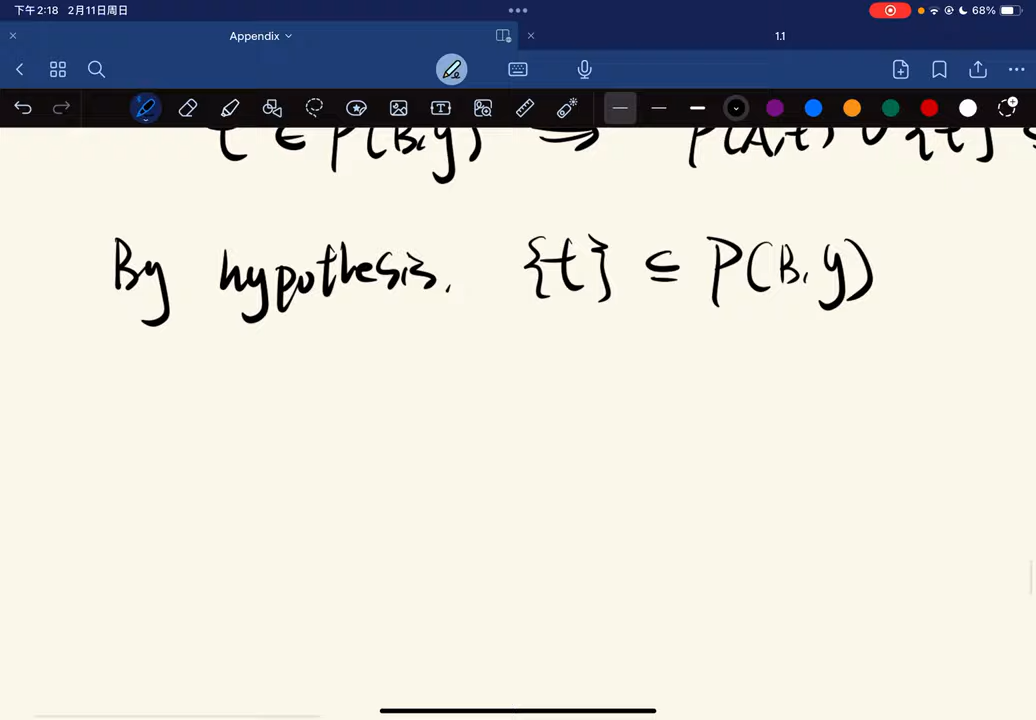 下午2:18 2月11日周日
68%
Appendix
1.1
t ∈ P(B,y) ⇒ P(A,t) ∪ {t} ⊆
By hypothesis, {t} ⊆ P(B,y)